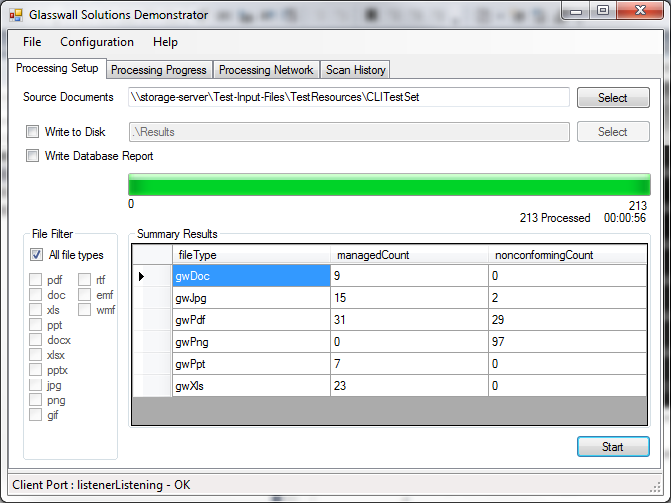 Glasswall Solutions Demonstrator
File Configuration Help
Processing Setup Processing Progress Processing Network Scan History
Source Documents \\storage-server\Test-Input-Files\TestResources\CLITestSet Select
Write to Disk .\Results Select
Write Database Report
0 213
213 Processed 00:00:56
File Filter
All file types
pdf rtf
doc emf
xls wmf
ppt
docx
xlsx
pptx
jpg
png
gif
Summary Results
fileType managedCount nonconformingCount
gwDoc 9 0
gwJpg 15 2
gwPdf 31 29
gwPng 0 97
gwPpt 7 0
gwXls 23 0
Start
Client Port : listenerListening - OK